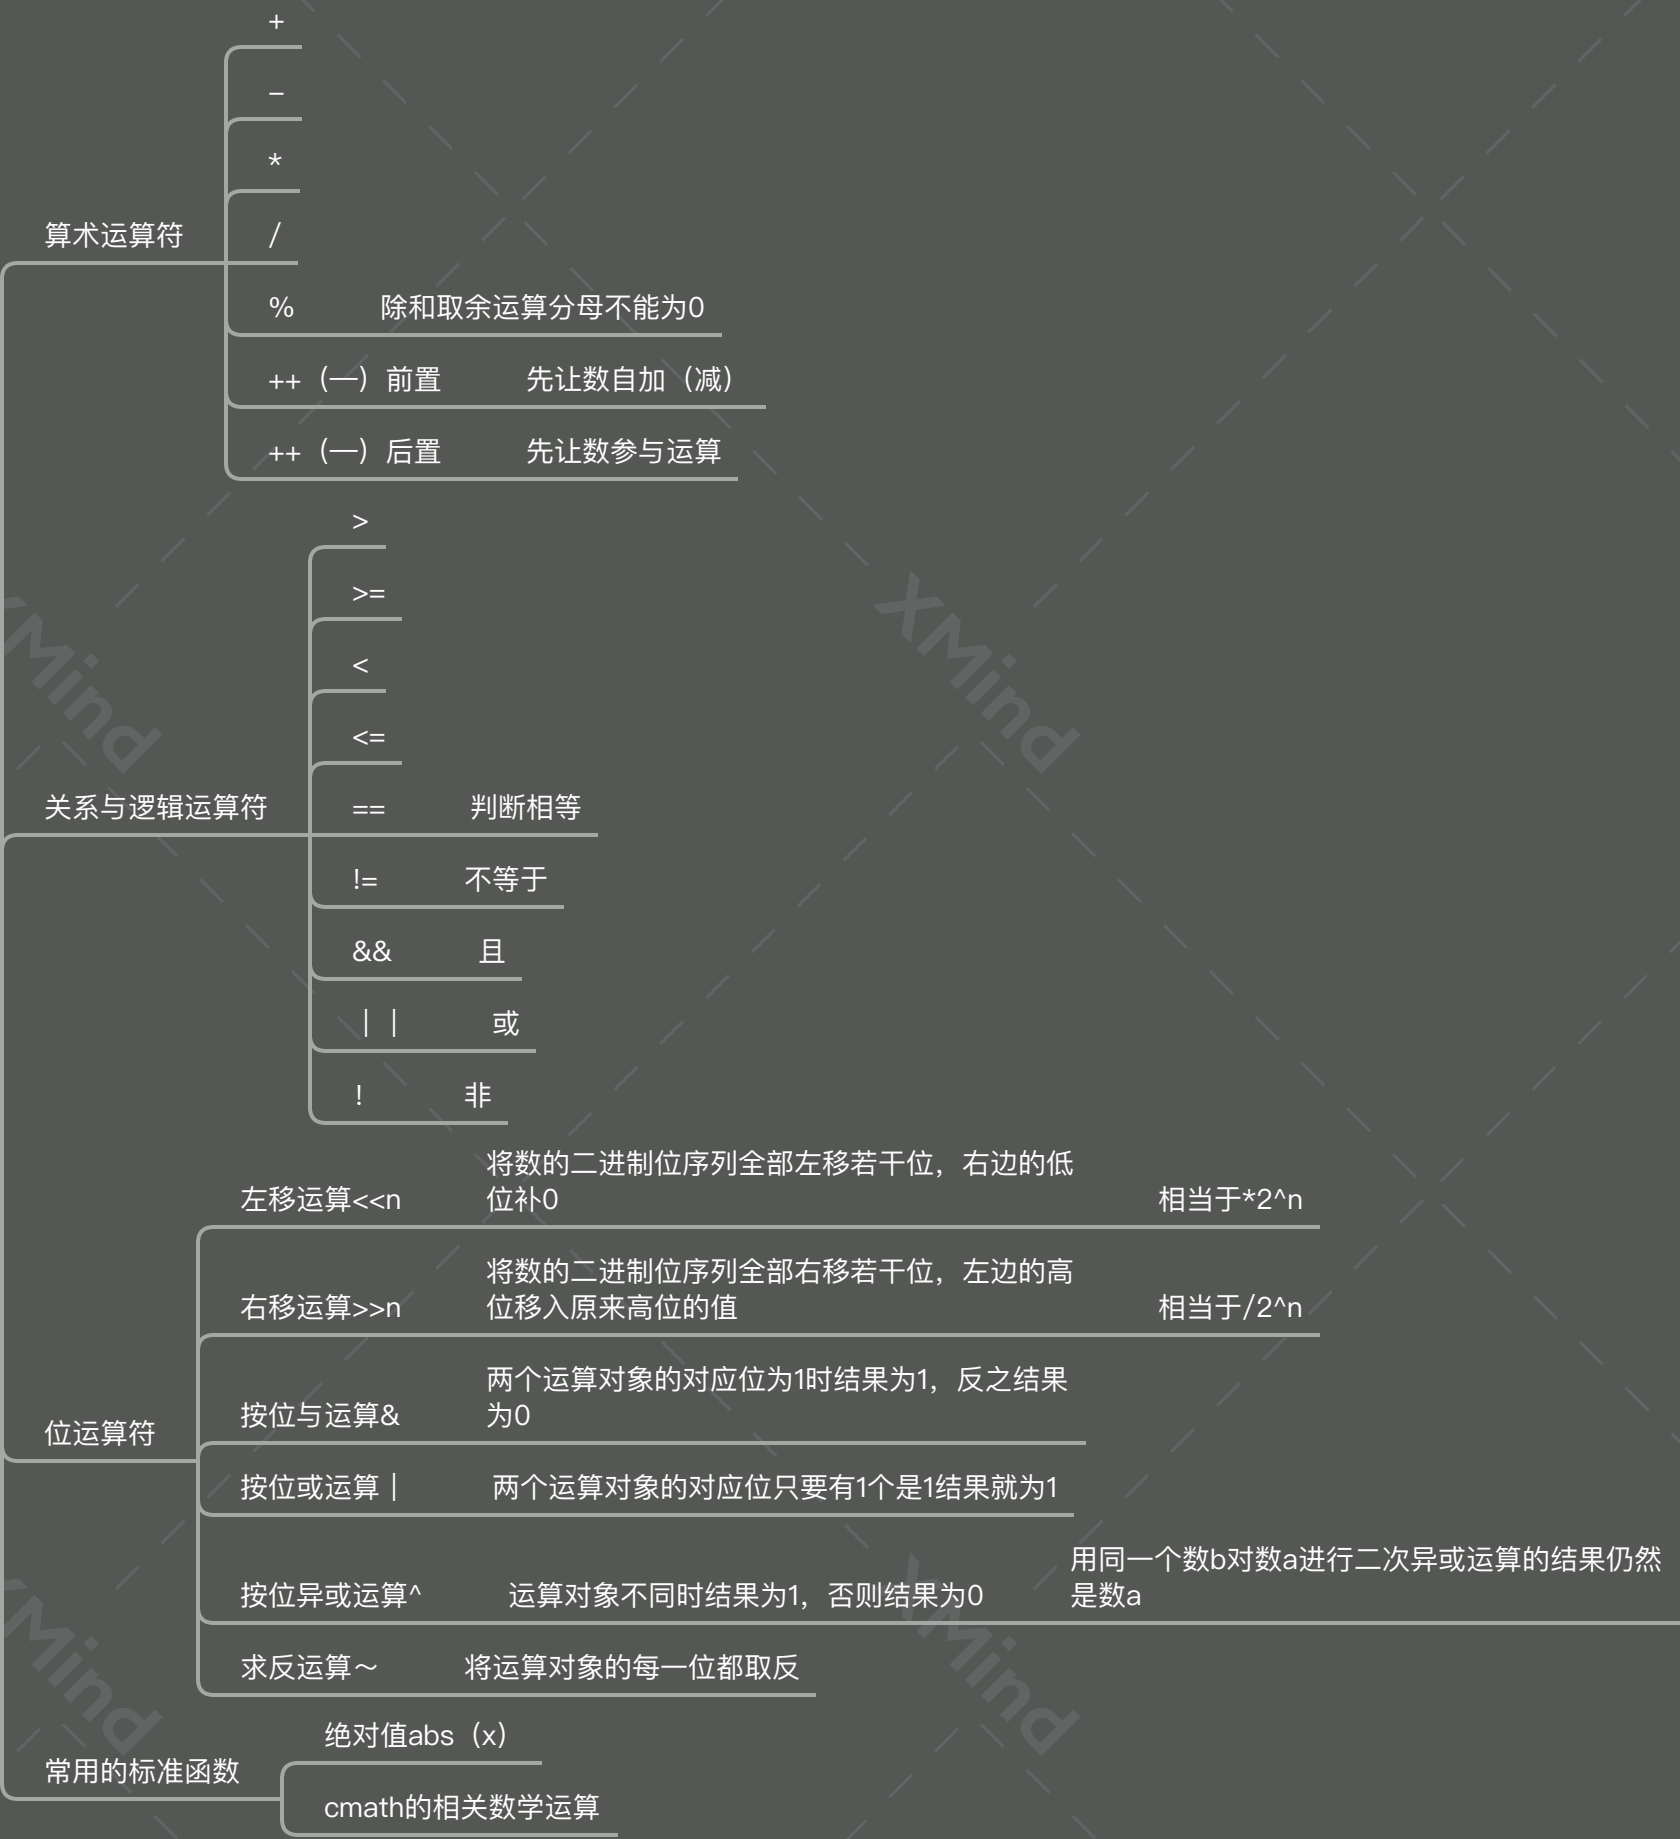 +
-
*
算术运算符
/
% 除和取余运算分母不能为0
++（—）前置 先让数自加（减）
++（—）后置 先让数参与运算
>
>=
<
<=
关系与逻辑运算符
== 判断相等
!= 不等于
&& 且
｜｜ 或
！ 非
左移运算<<n
将数的二进制位序列全部左移若干位，右边的低
位补0
相当于*2^n
右移运算>>n
将数的二进制位序列全部右移若干位，左边的高
位移入原来高位的值
相当于/2^n
位运算符
按位与运算&
两个运算对象的对应位为1时结果为1，反之结果
为0
按位或运算｜ 两个运算对象的对应位只要有1个是1结果就为1
按位异或运算^ 运算对象不同时结果为1，否则结果为0
用同一个数b对数a进行二次异或运算的结果仍然
是数a
求反运算～ 将运算对象的每一位都取反
常用的标准函数
绝对值abs（x）
cmath的相关数学运算
XMind
XMind
XMind
XMind